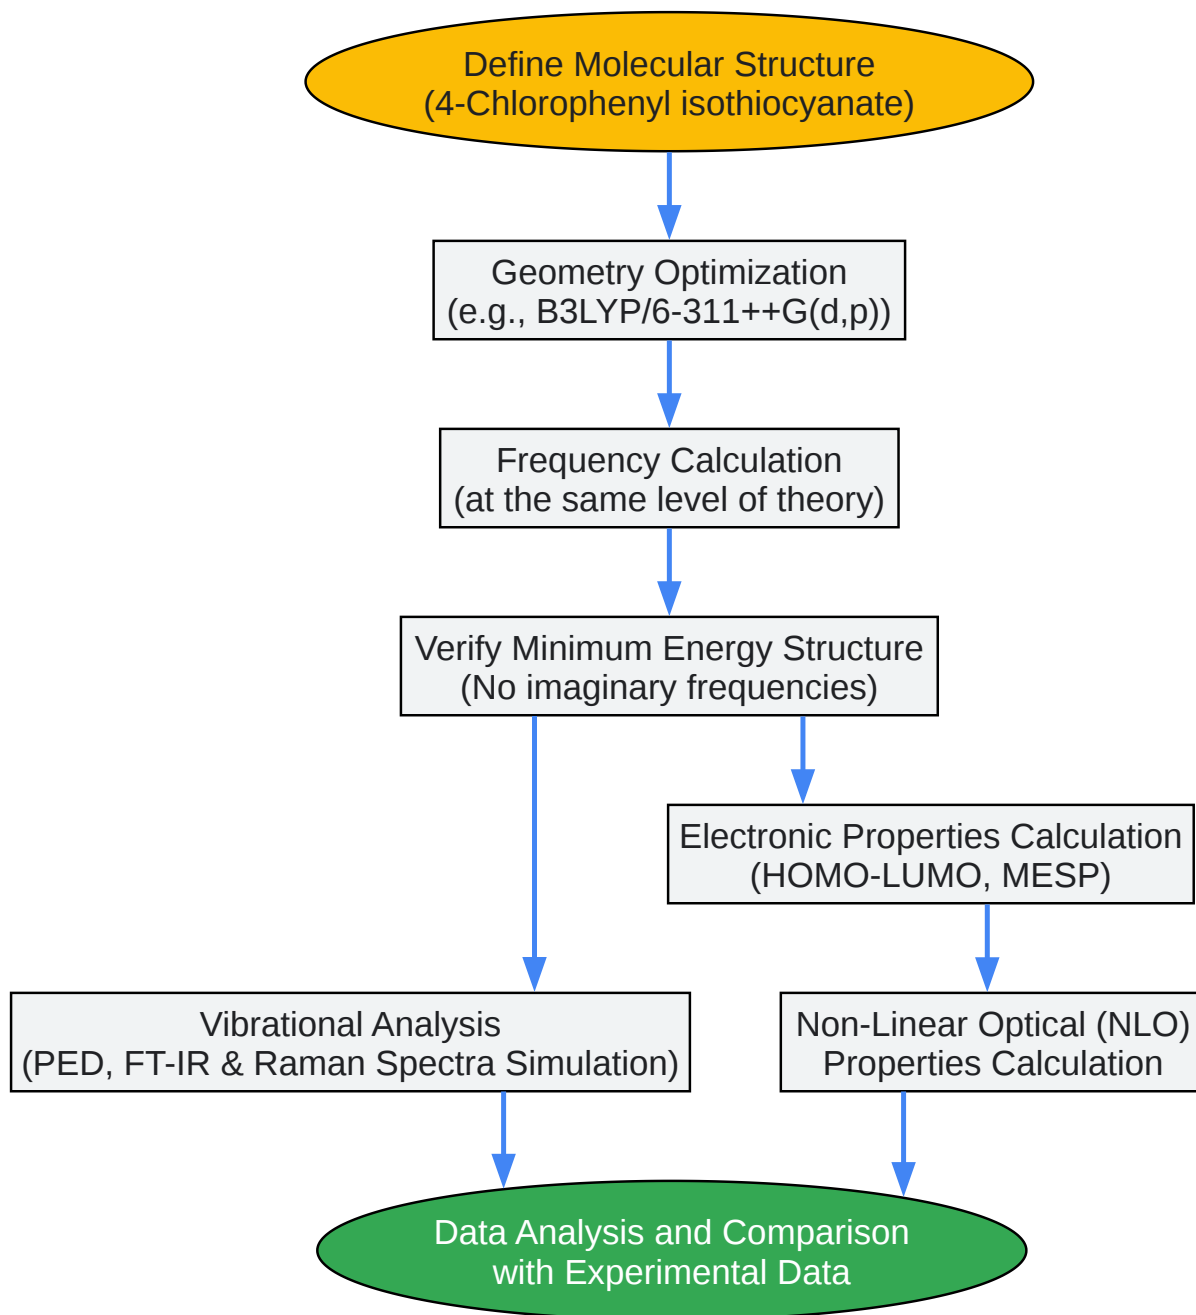 Define Molecular Structure
(4-Chlorophenyl isothiocyanate)
Geometry Optimization
(e.g., B3LYP/6-311++G(d,p))
Frequency Calculation
(at the same level of theory)
Verify Minimum Energy Structure
(No imaginary frequencies)
Electronic Properties Calculation
(HOMO-LUMO, MESP)
Vibrational Analysis
(PED, FT-IR & Raman Spectra Simulation)
Non-Linear Optical (NLO)
Properties Calculation
Data Analysis and Comparison
with Experimental Data